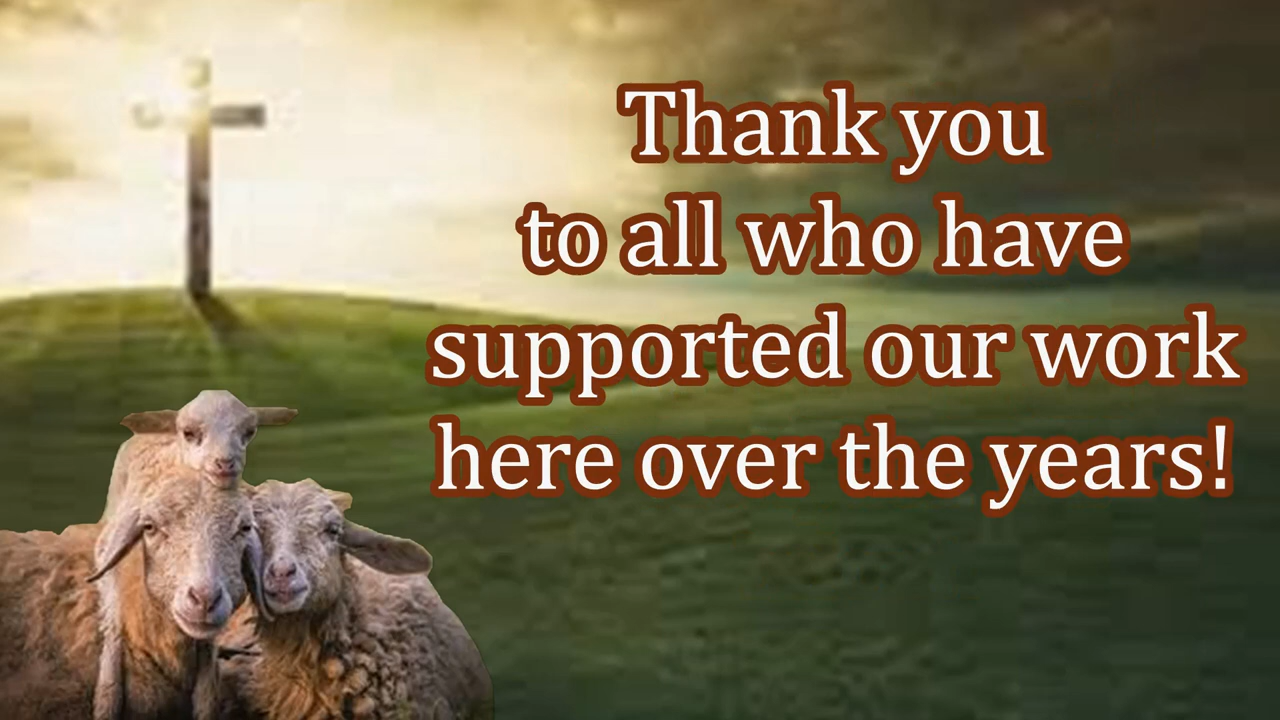 Thank you
to all who have
supported our work
here over the years!